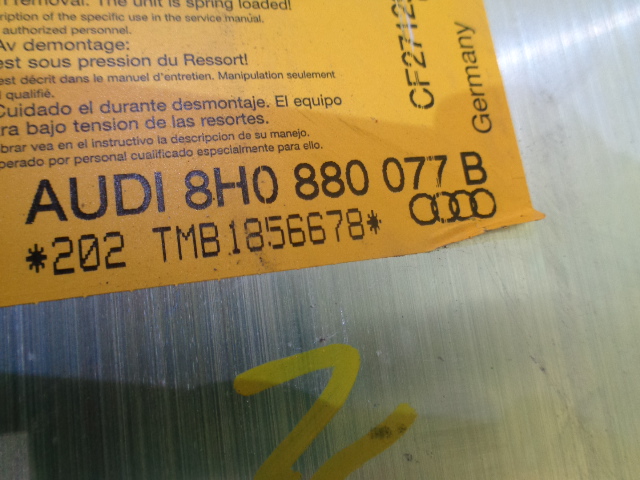 removal. The unit is spring loaded!
ription of the specific use in the service manual.
authorized personnel.
Av demontage:
est sous pression du Ressort!
est décrit dans le manuel d'entretien. Manipulation seulement
qualifié.
Cuidado el durante desmontaje. El equipo
ra bajo tension de las resortes.
brar vea en el instructivo la descripcion de su manejo.
perado por personal cualificado especialmente para ello.
AUDI 8H0 880 077 B
*202 TMB1856678*
CF2712
Germany